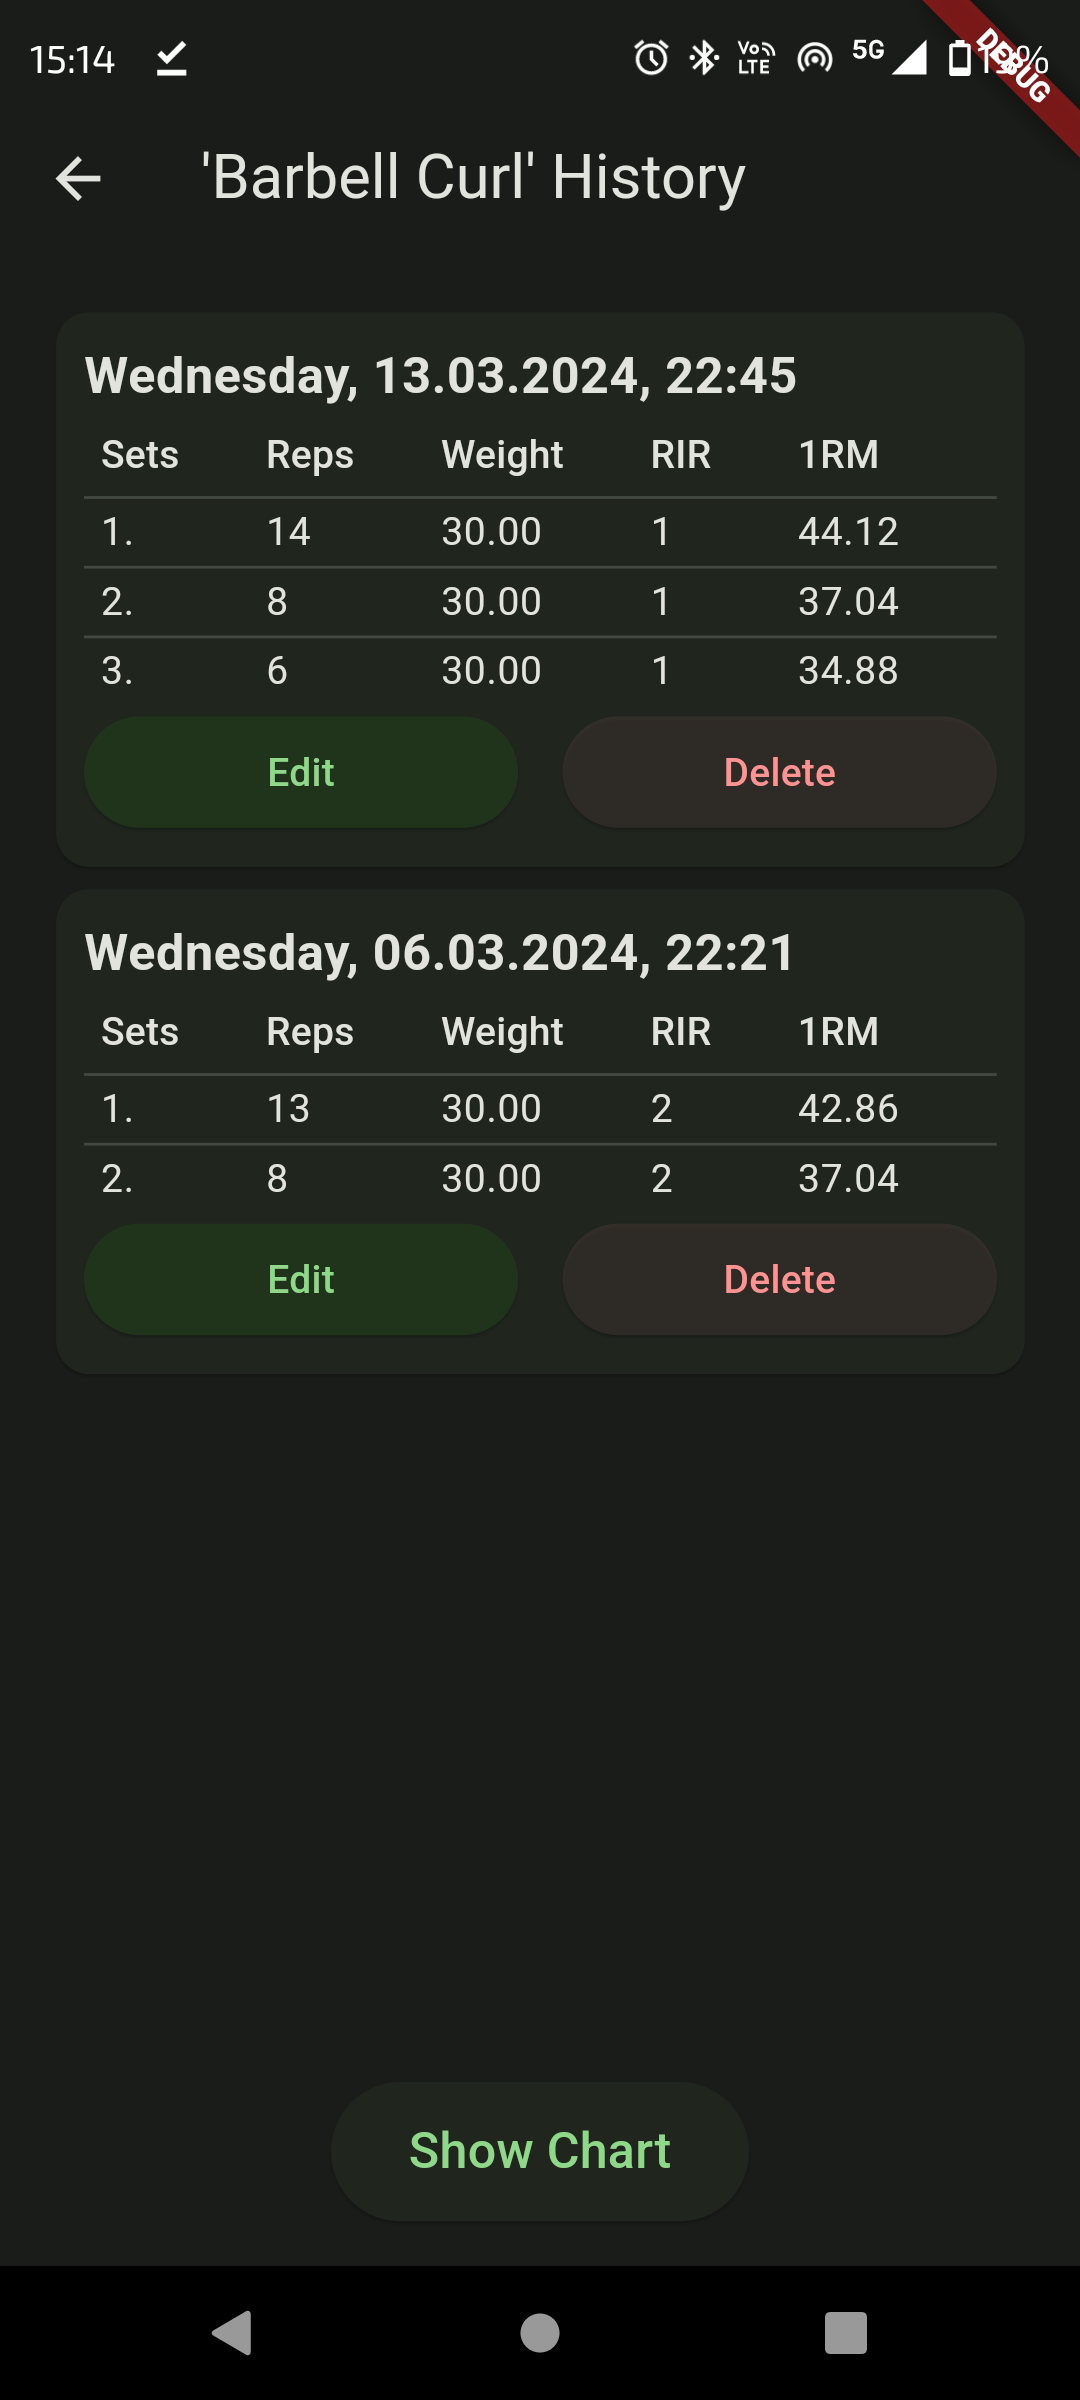 15:14
VO LTE 5G
DEBUG
'Barbell Curl' History
Wednesday, 13.03.2024, 22:45
Sets Reps Weight RIR 1RM
1. 14 30.00 1 44.12
2. 8 30.00 1 37.04
3. 6 30.00 1 34.88
Edit Delete
Wednesday, 06.03.2024, 22:21
Sets Reps Weight RIR 1RM
1. 13 30.00 2 42.86
2. 8 30.00 2 37.04
Edit Delete
Show Chart